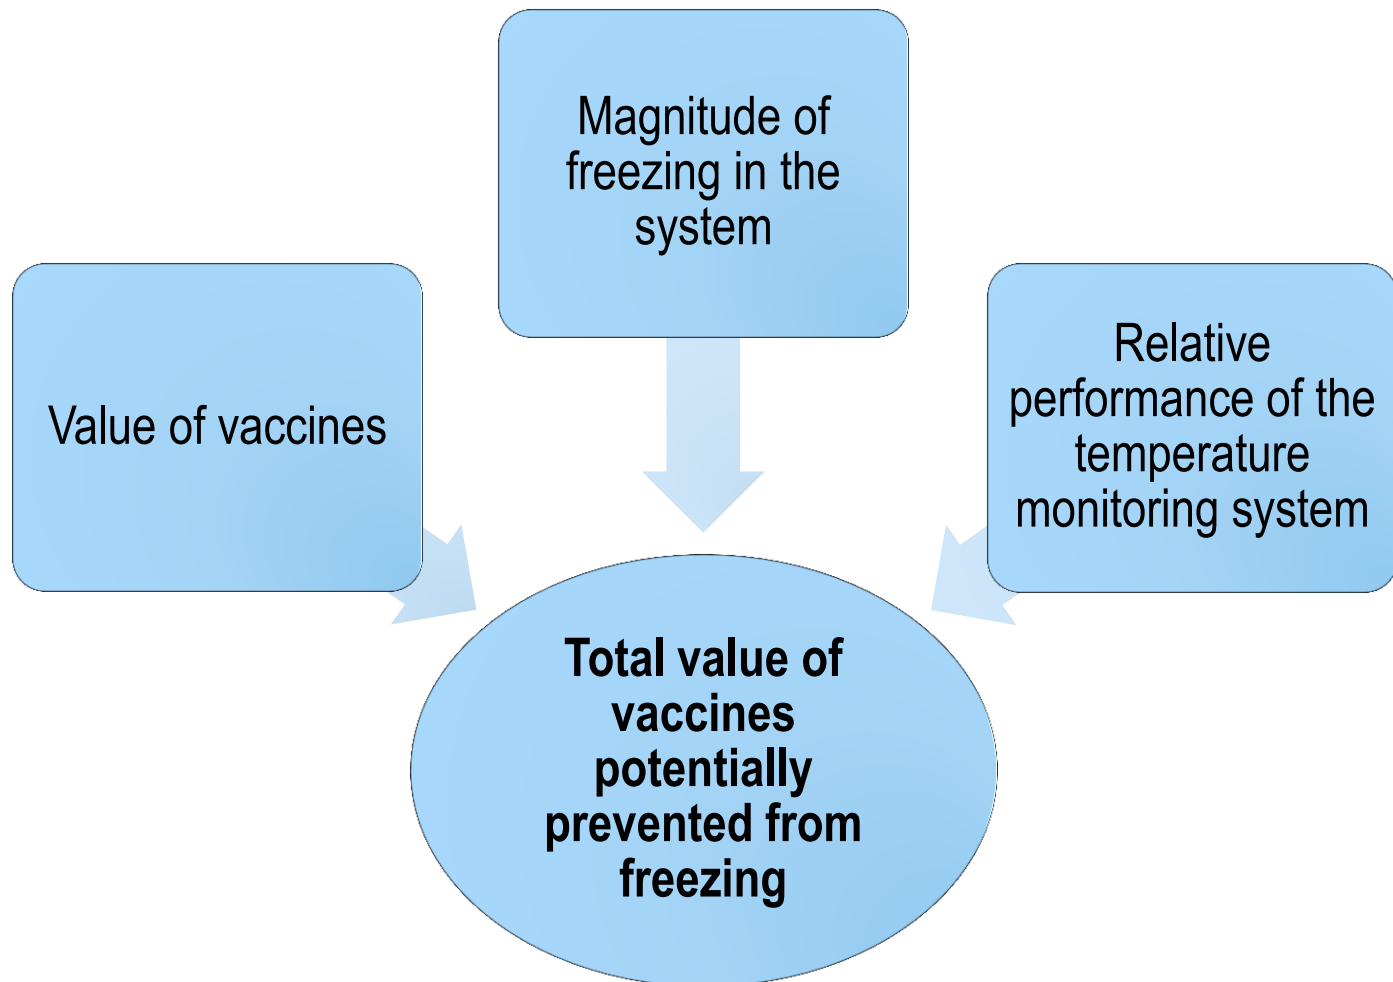 Magnitude of
freezing in the
system
Value of vaccines
Relative
performance of the
temperature
monitoring system
Total value of
vaccines
potentially
prevented from
freezing